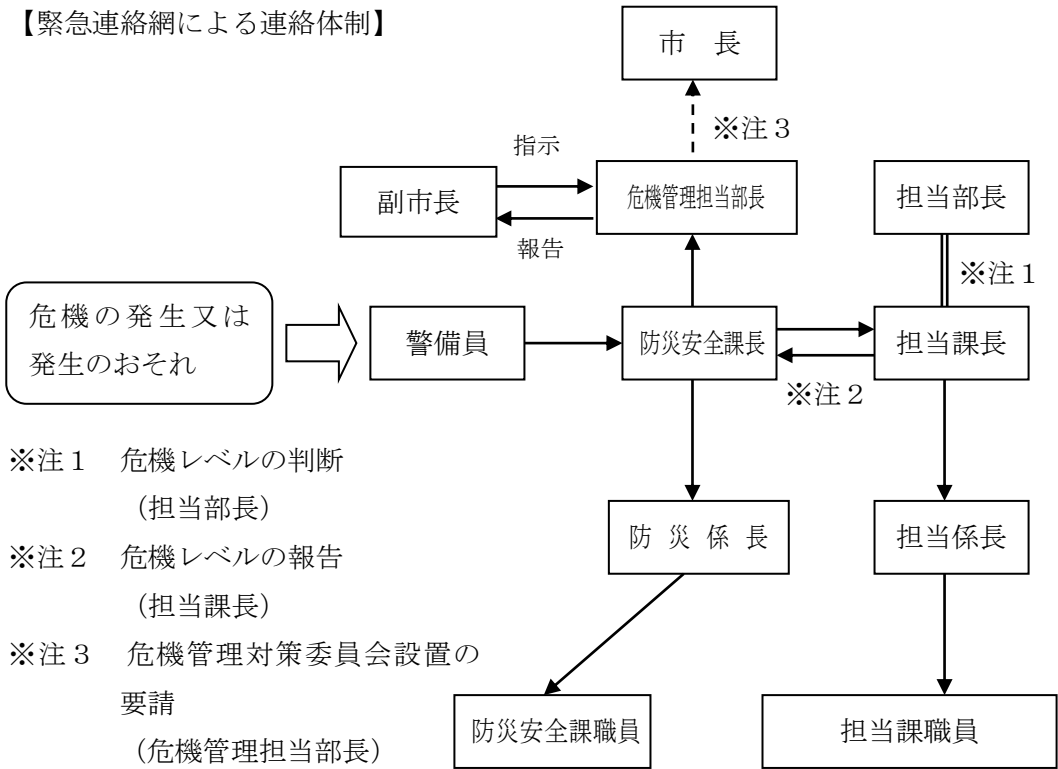 【緊急連絡網による連絡体制】
市　長
※注３
指示
副市長
危機管理担当部長
担当部長
報告
※注１
危機の発生又は
発生のおそれ
警備員
防災安全課長
担当課長
※注２
※注１　危機レベルの判断
（担当部長）
防 災 係 長
担当係長
※注２　危機レベルの報告
（担当課長）
※注３　危機管理対策委員会設置の
要請
（危機管理担当部長）
防災安全課職員
担当課職員